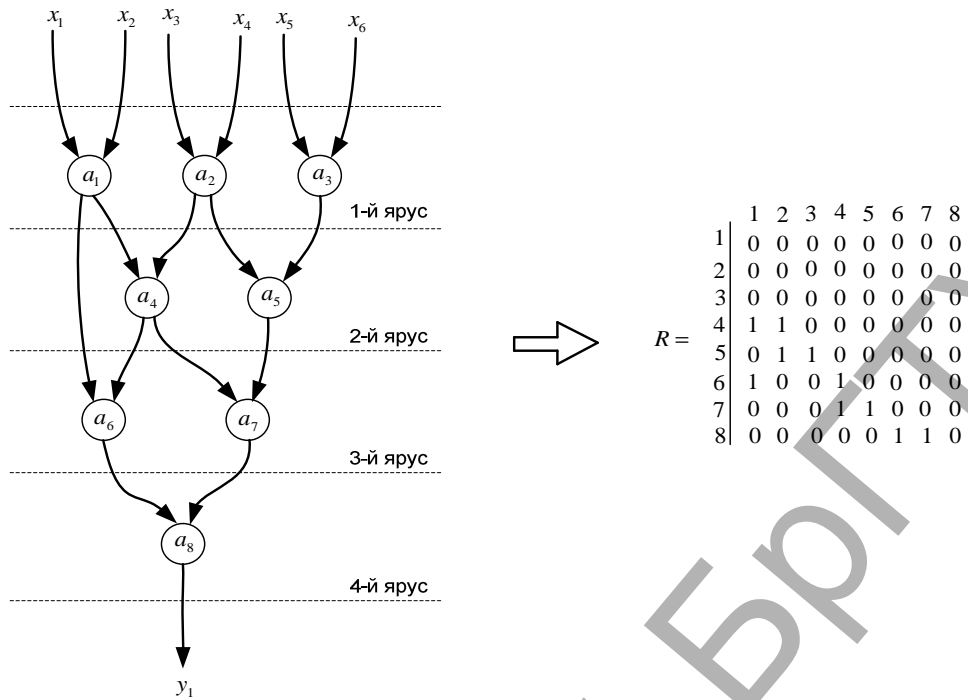 x₁ x₂ x₃ x₄ x₅ x₆
a₁ a₂ a₃
1-й ярус
a₄ a₅
2-й ярус
a₆ a₇
3-й ярус
a₈
4-й ярус
y₁
R =
1 2 3 4 5 6 7 8
1 0 0 0 0 0 0 0 0
2 0 0 0 0 0 0 0 0
3 0 0 0 0 0 0 0 0
4 1 1 0 0 0 0 0 0
5 0 1 1 0 0 0 0 0
6 1 0 0 1 0 0 0 0
7 0 0 0 1 1 0 0 0
8 0 0 0 0 0 1 1 0
БрГТ